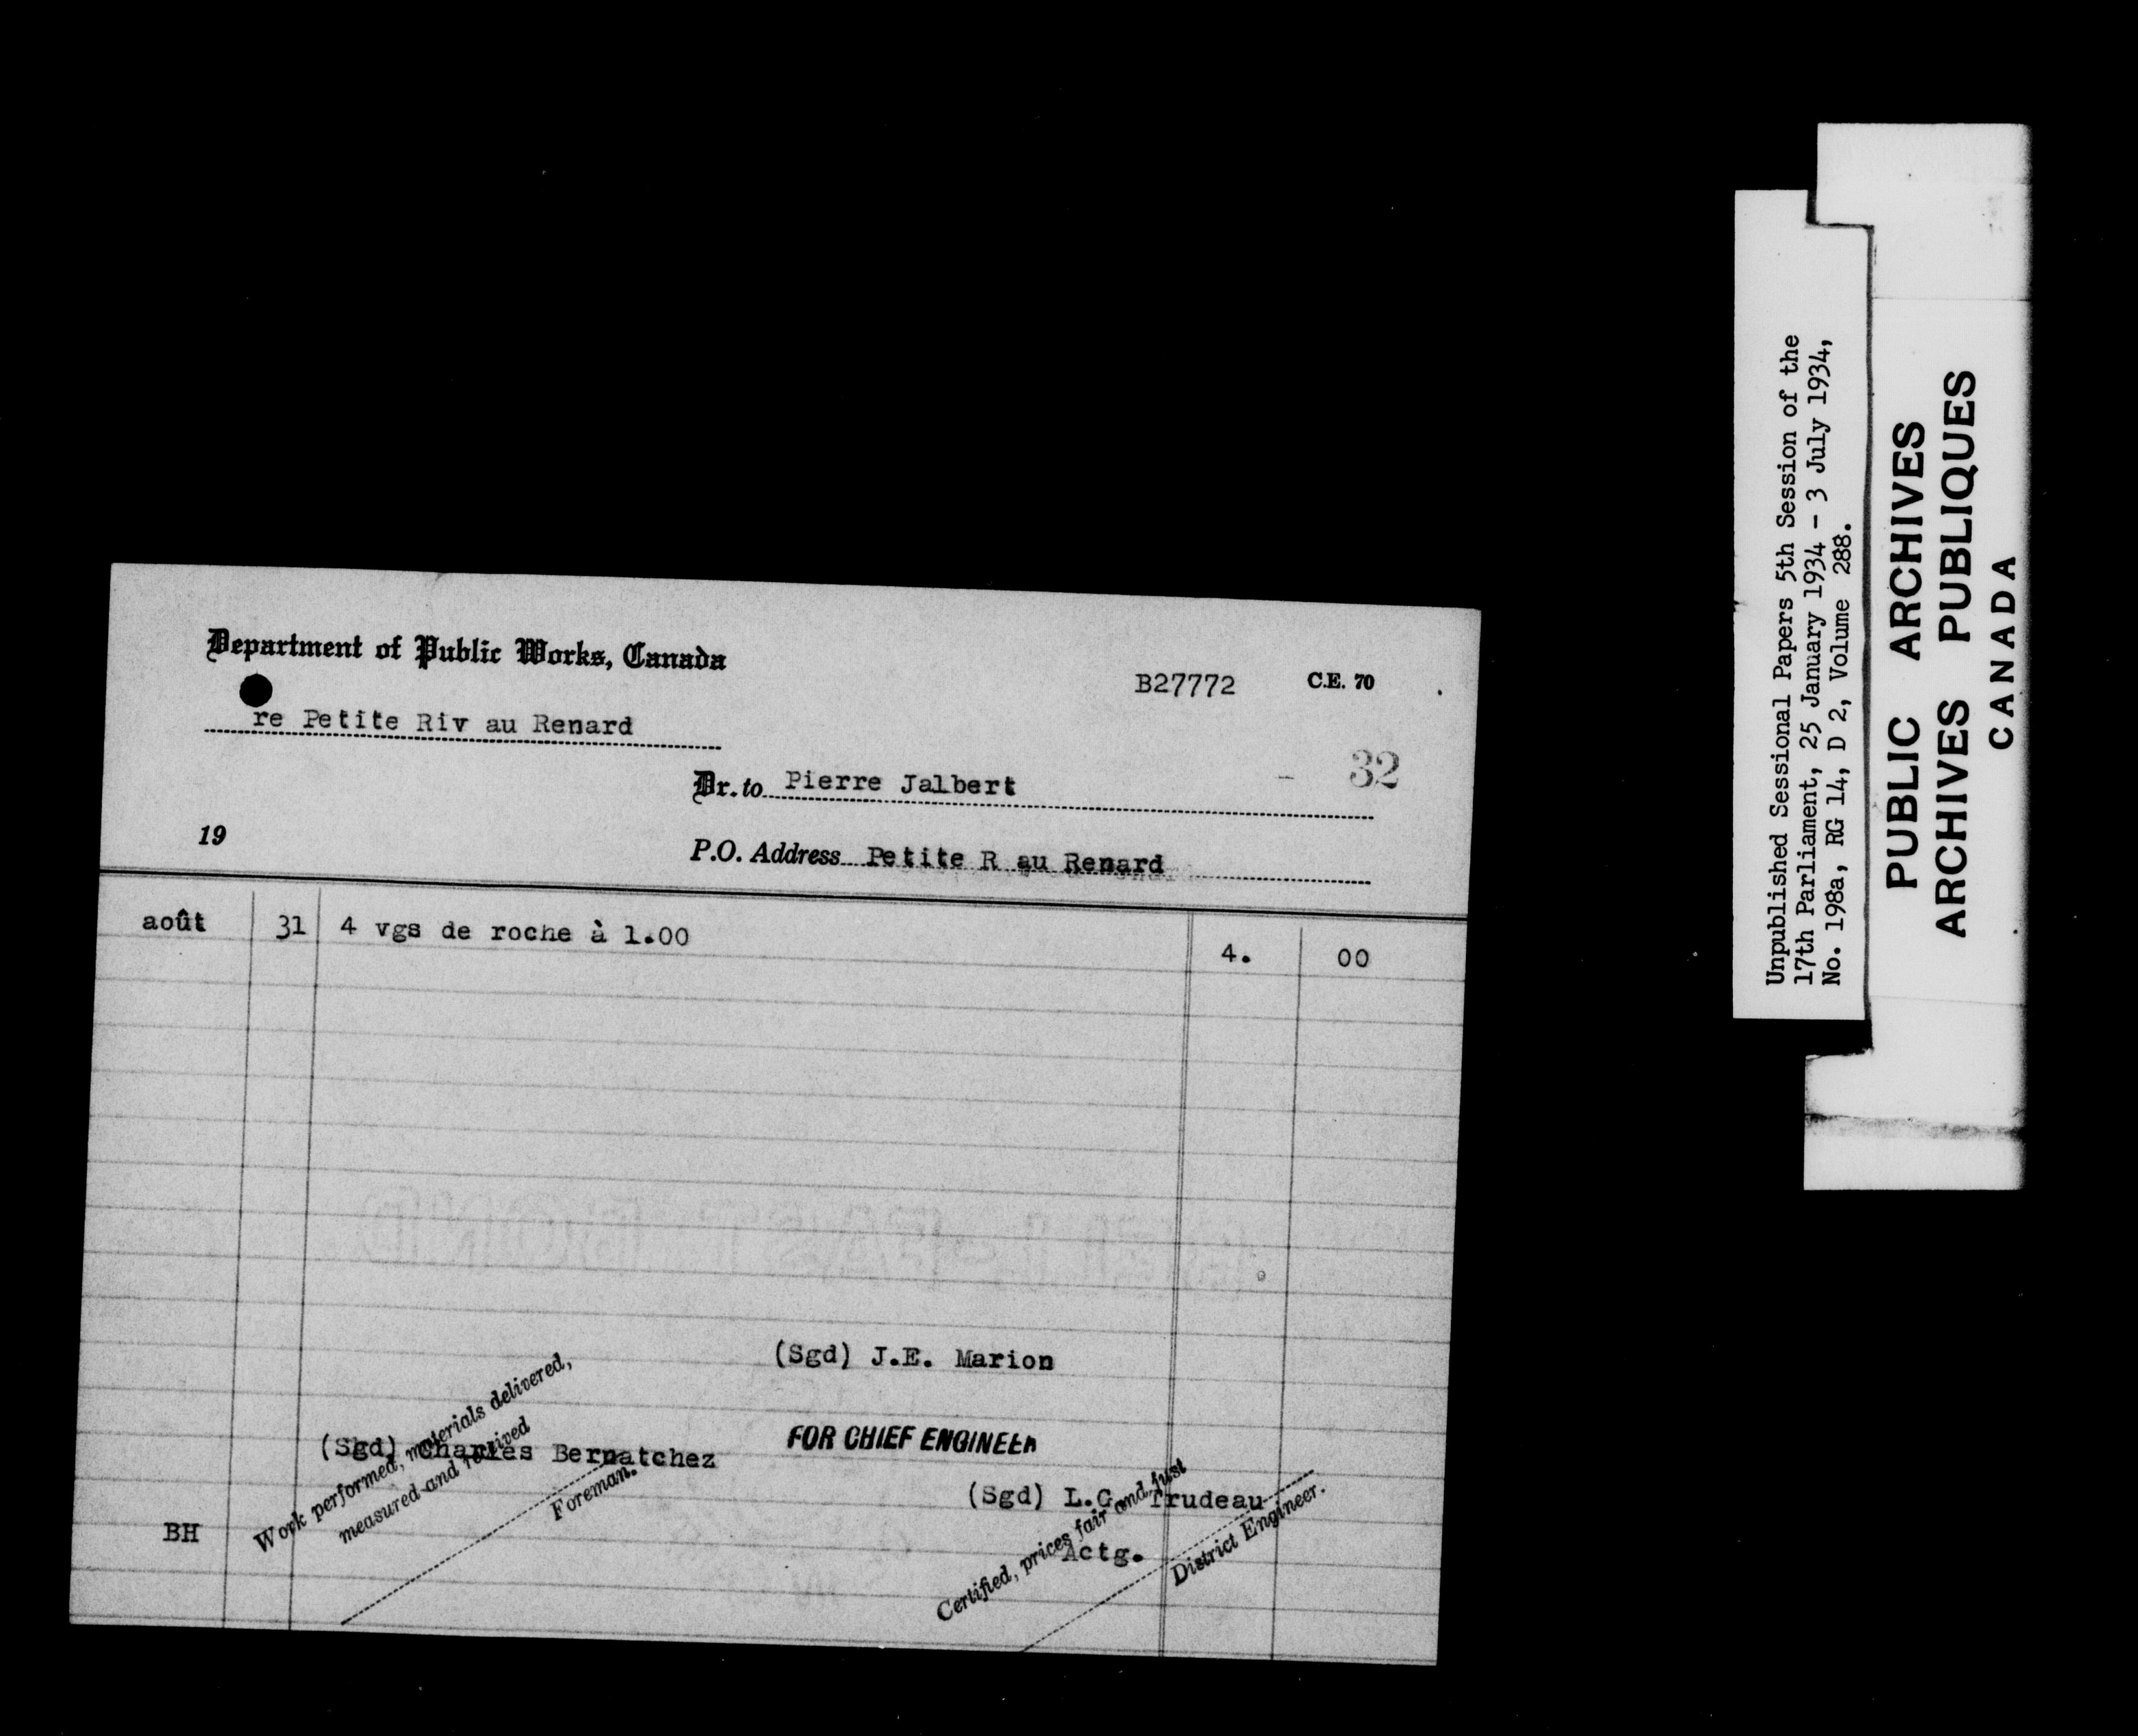 Department of Public Works, Canada
B27772 C.E. 70
re Petite Riv au Renard
Dr. to Pierre Jalbert - 32
19
P.O. Address Petite R au Renard
août 31 4 vgs de roche à 1.00 4. 00
(Sgd) J.E. Marion
Work performed, materials delivered,
measured and received
(Sgd) Charles Bernatchez
Foreman.
FOR CHIEF ENGINEER
(Sgd) L.G. Trudeau
Actg.
Certified, prices fair and just
District Engineer.
BH
Unpublished Sessional Papers 5th Session of the
17th Parliament, 25 January 1934 - 3 July 1934,
No. 198a, RG 14, D 2, Volume 288.
PUBLIC ARCHIVES
ARCHIVES PUBLIQUES
CANADA